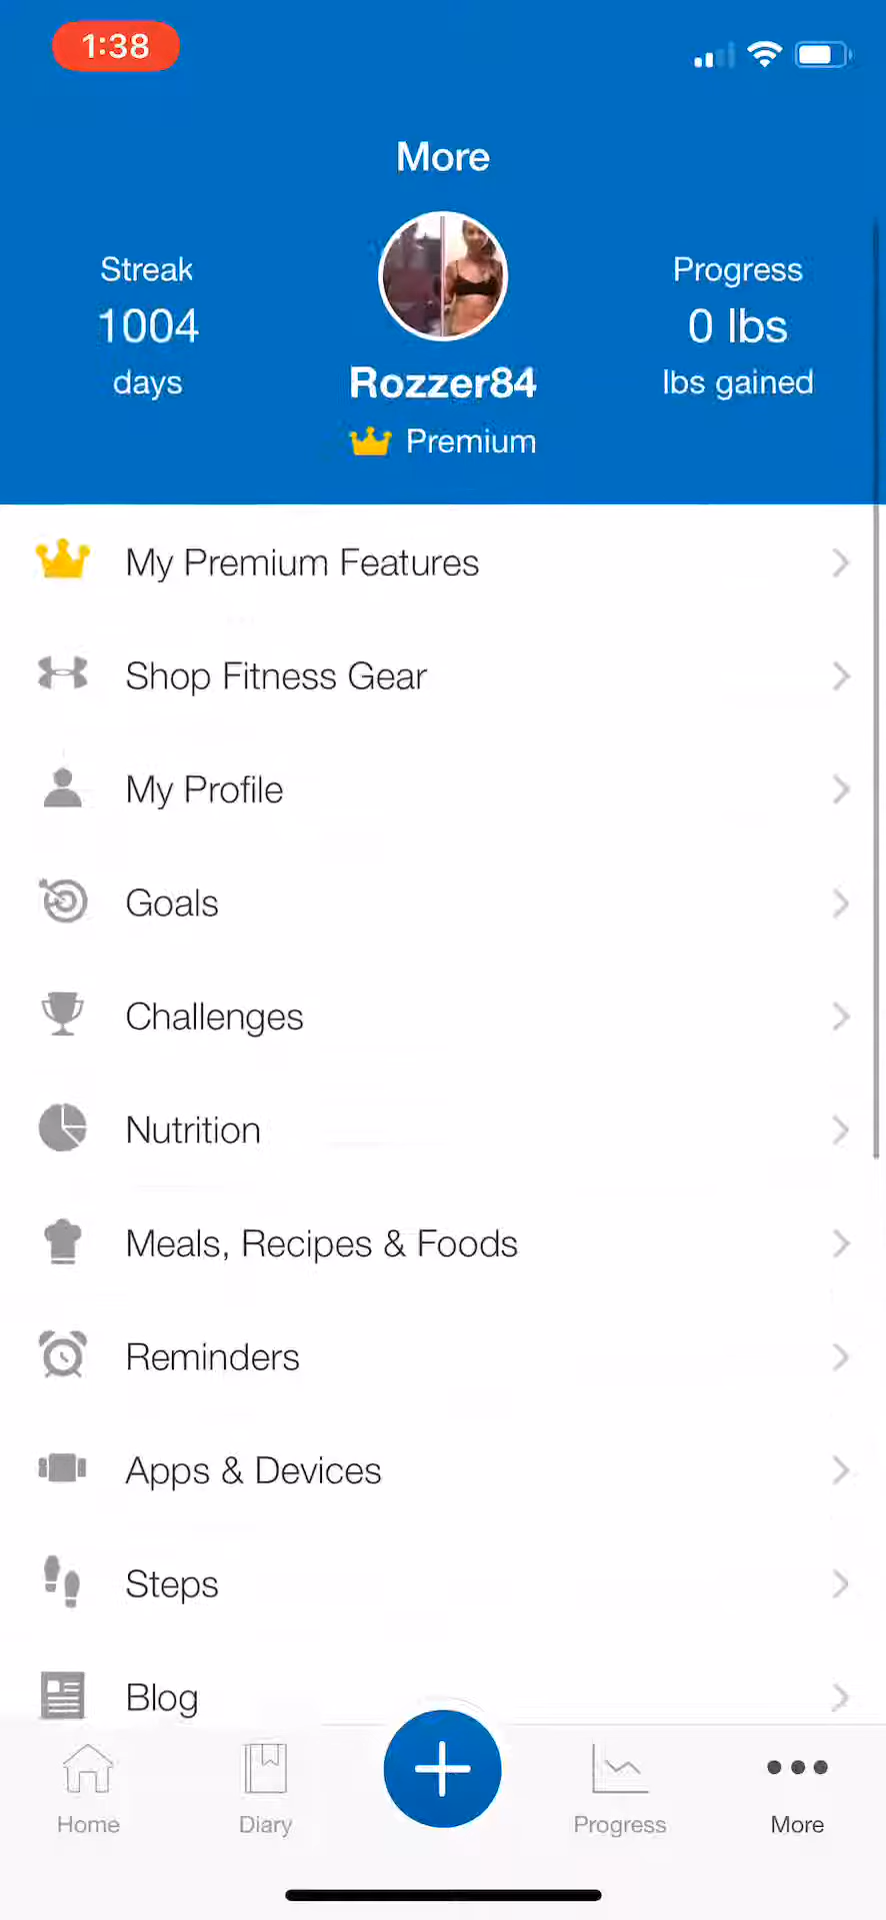 1:38
More
Streak
1004
days
Progress
0 lbs
lbs gained
Rozzer84
Premium
My Premium Features
Shop Fitness Gear
My Profile
Goals
Challenges
Nutrition
Meals, Recipes & Foods
Reminders
Apps & Devices
Steps
Blog
Home
Diary
Progress
More